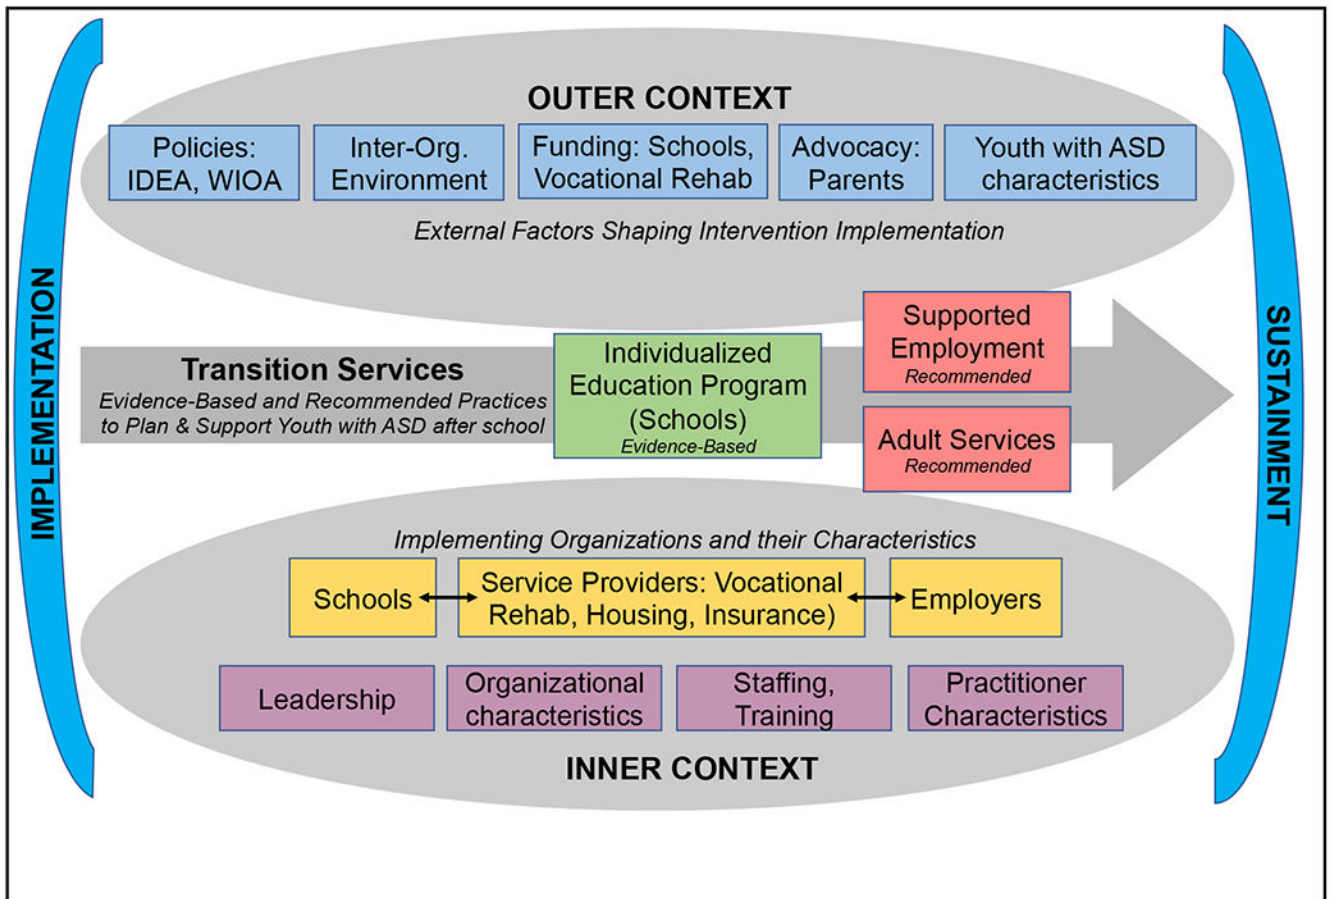 OUTER CONTEXT
Policies:
IDEA, WIOA
Inter-Org.
Environment
Funding: Schools,
Vocational Rehab
Advocacy:
Parents
Youth with ASD
characteristics
External Factors Shaping Intervention Implementation
IMPLEMENTATION
Transition Services
Evidence-Based and Recommended Practices
to Plan & Support Youth with ASD after school
Individualized
Education Program
(Schools)
Evidence-Based
Supported
Employment
Recommended
Adult Services
Recommended
SUSTAINMENT
Implementing Organizations and their Characteristics
Schools
Service Providers: Vocational
Rehab, Housing, Insurance)
Employers
Leadership
Organizational
characteristics
Staffing,
Training
Practitioner
Characteristics
INNER CONTEXT